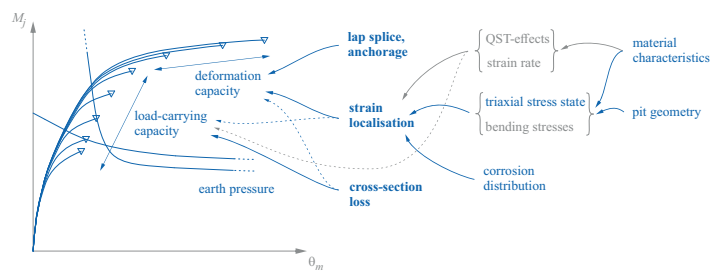 M_j
lap splice,
anchorage
QST-effects
strain rate
material
characteristics
deformation
capacity
load-carrying
capacity
strain
localisation
triaxial stress state
bending stresses
pit geometry
earth pressure
cross-section
loss
corrosion
distribution
θ_m